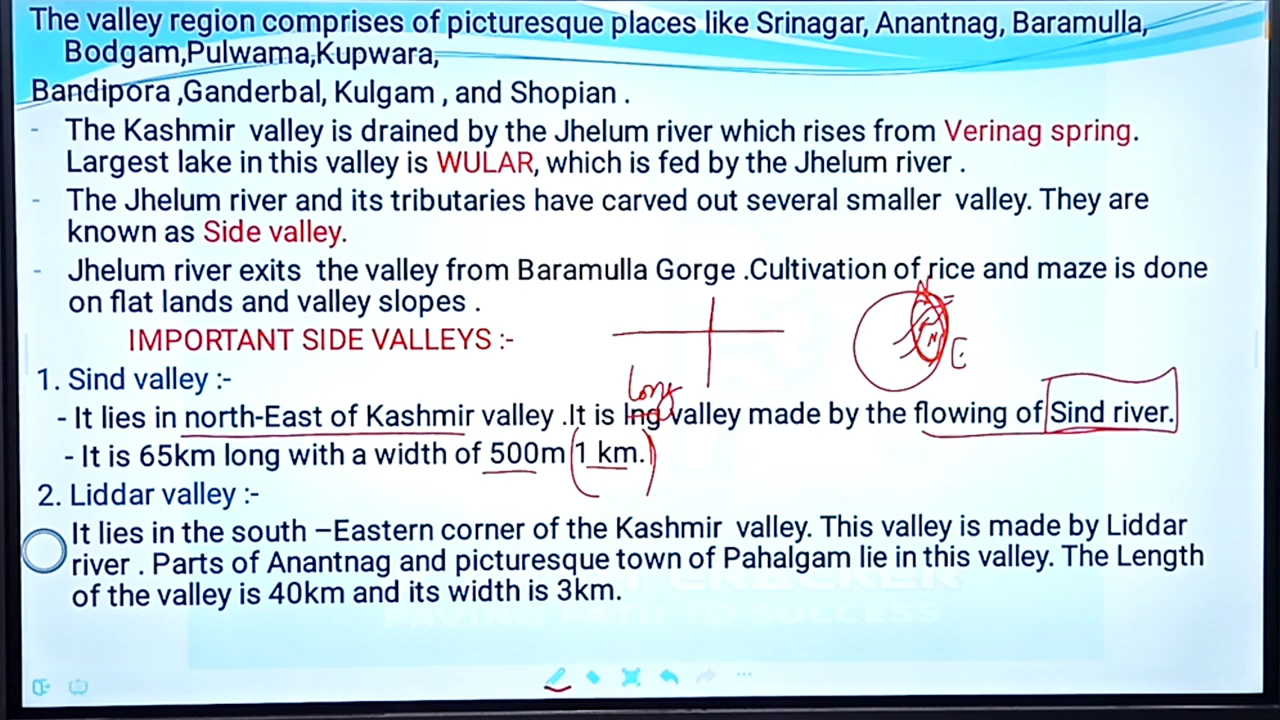 The valley region comprises of picturesque places like Srinagar, Anantnag, Baramulla,
Bodgam,Pulwama,Kupwara,
Bandipora ,Ganderbal, Kulgam , and Shopian .
- The Kashmir valley is drained by the Jhelum river which rises from Verinag spring.
Largest lake in this valley is WULAR, which is fed by the Jhelum river .
- The Jhelum river and its tributaries have carved out several smaller valley. They are
known as Side valley.
- Jhelum river exits the valley from Baramulla Gorge .Cultivation of rice and maze is done
on flat lands and valley slopes .
N
E
N
IMPORTANT SIDE VALLEYS :-
1. Sind valley :-
long
- It lies in north-East of Kashmir valley .It is lng valley made by the flowing of Sind river.
- It is 65km long with a width of 500m (1 km.)
2. Liddar valley :-
It lies in the south –Eastern corner of the Kashmir valley. This valley is made by Liddar
river . Parts of Anantnag and picturesque town of Pahalgam lie in this valley. The Length
of the valley is 40km and its width is 3km.
CRACKER
PAVING PATH TO SUCCESS